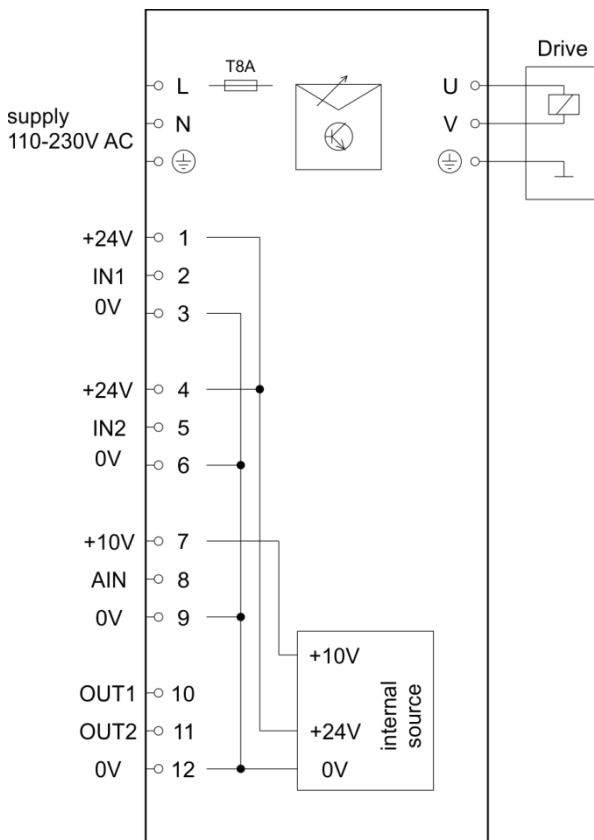 Drive
T8A
L
U
supply
110-230V AC
N
V
+24V 1
IN1 2
0V 3
+24V 4
IN2 5
0V 6
+10V 7
AIN 8
0V 9
+10V
OUT1 10
OUT2 11
+24V
0V 12
0V
internal
source